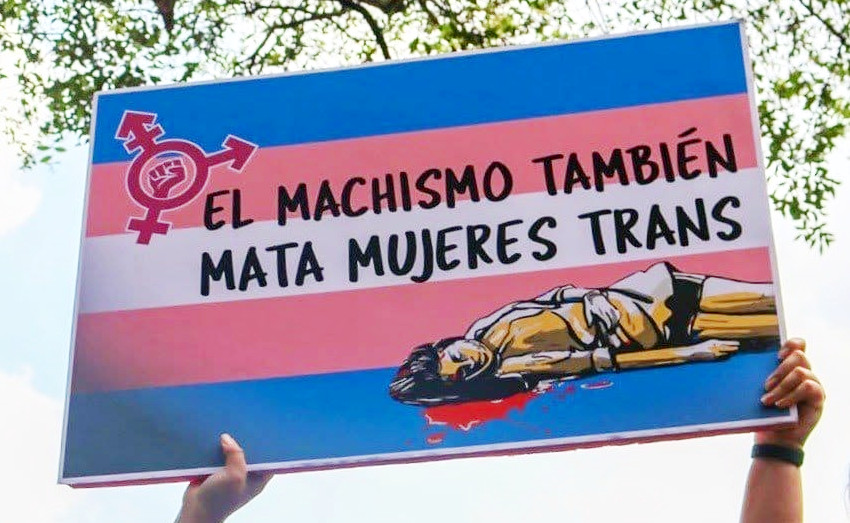 EL MACHISMO TAMBIÉN
MATA MUJERES TRANS